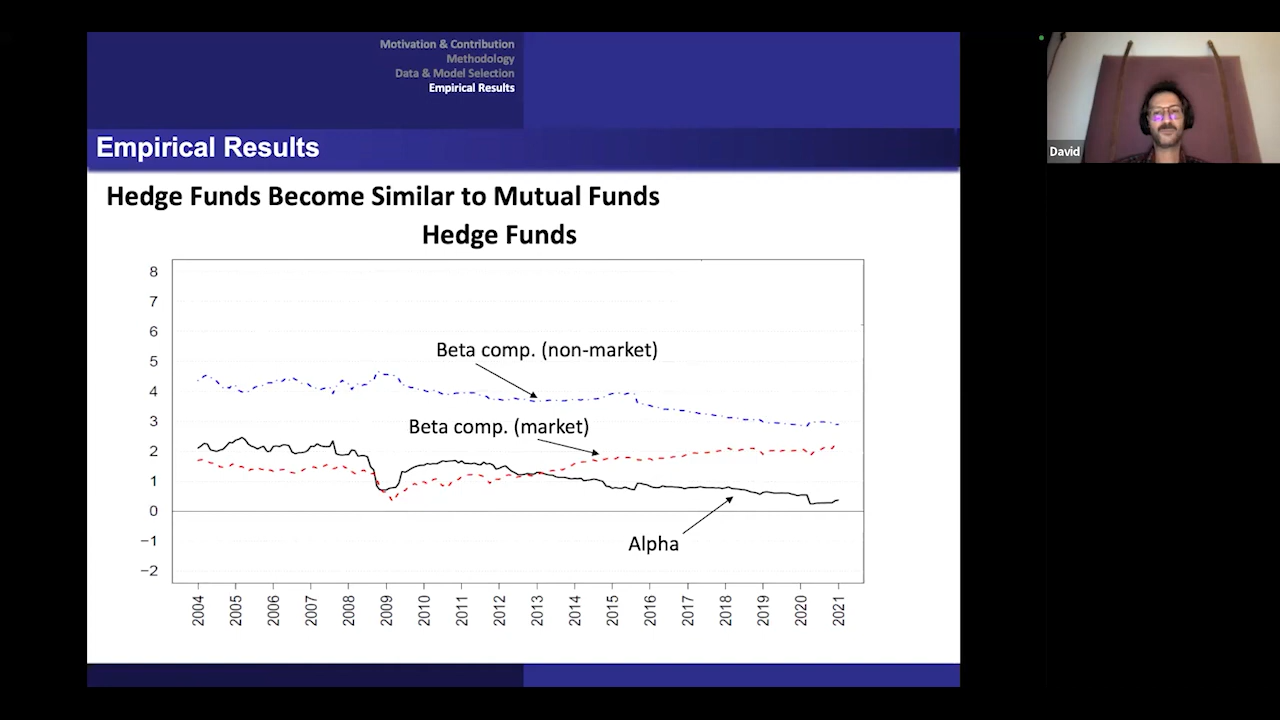 Motivation & Contribution
Methodology
Data & Model Selection
Empirical Results
Empirical Results
Hedge Funds Become Similar to Mutual Funds
Hedge Funds
8
7
6
5
4
3
2
1
0
−1
−2
Beta comp. (non-market)
Beta comp. (market)
Alpha
2004 2005 2006 2007 2008 2009 2010 2011 2012 2013 2014 2015 2016 2017 2018 2019 2020 2021
David